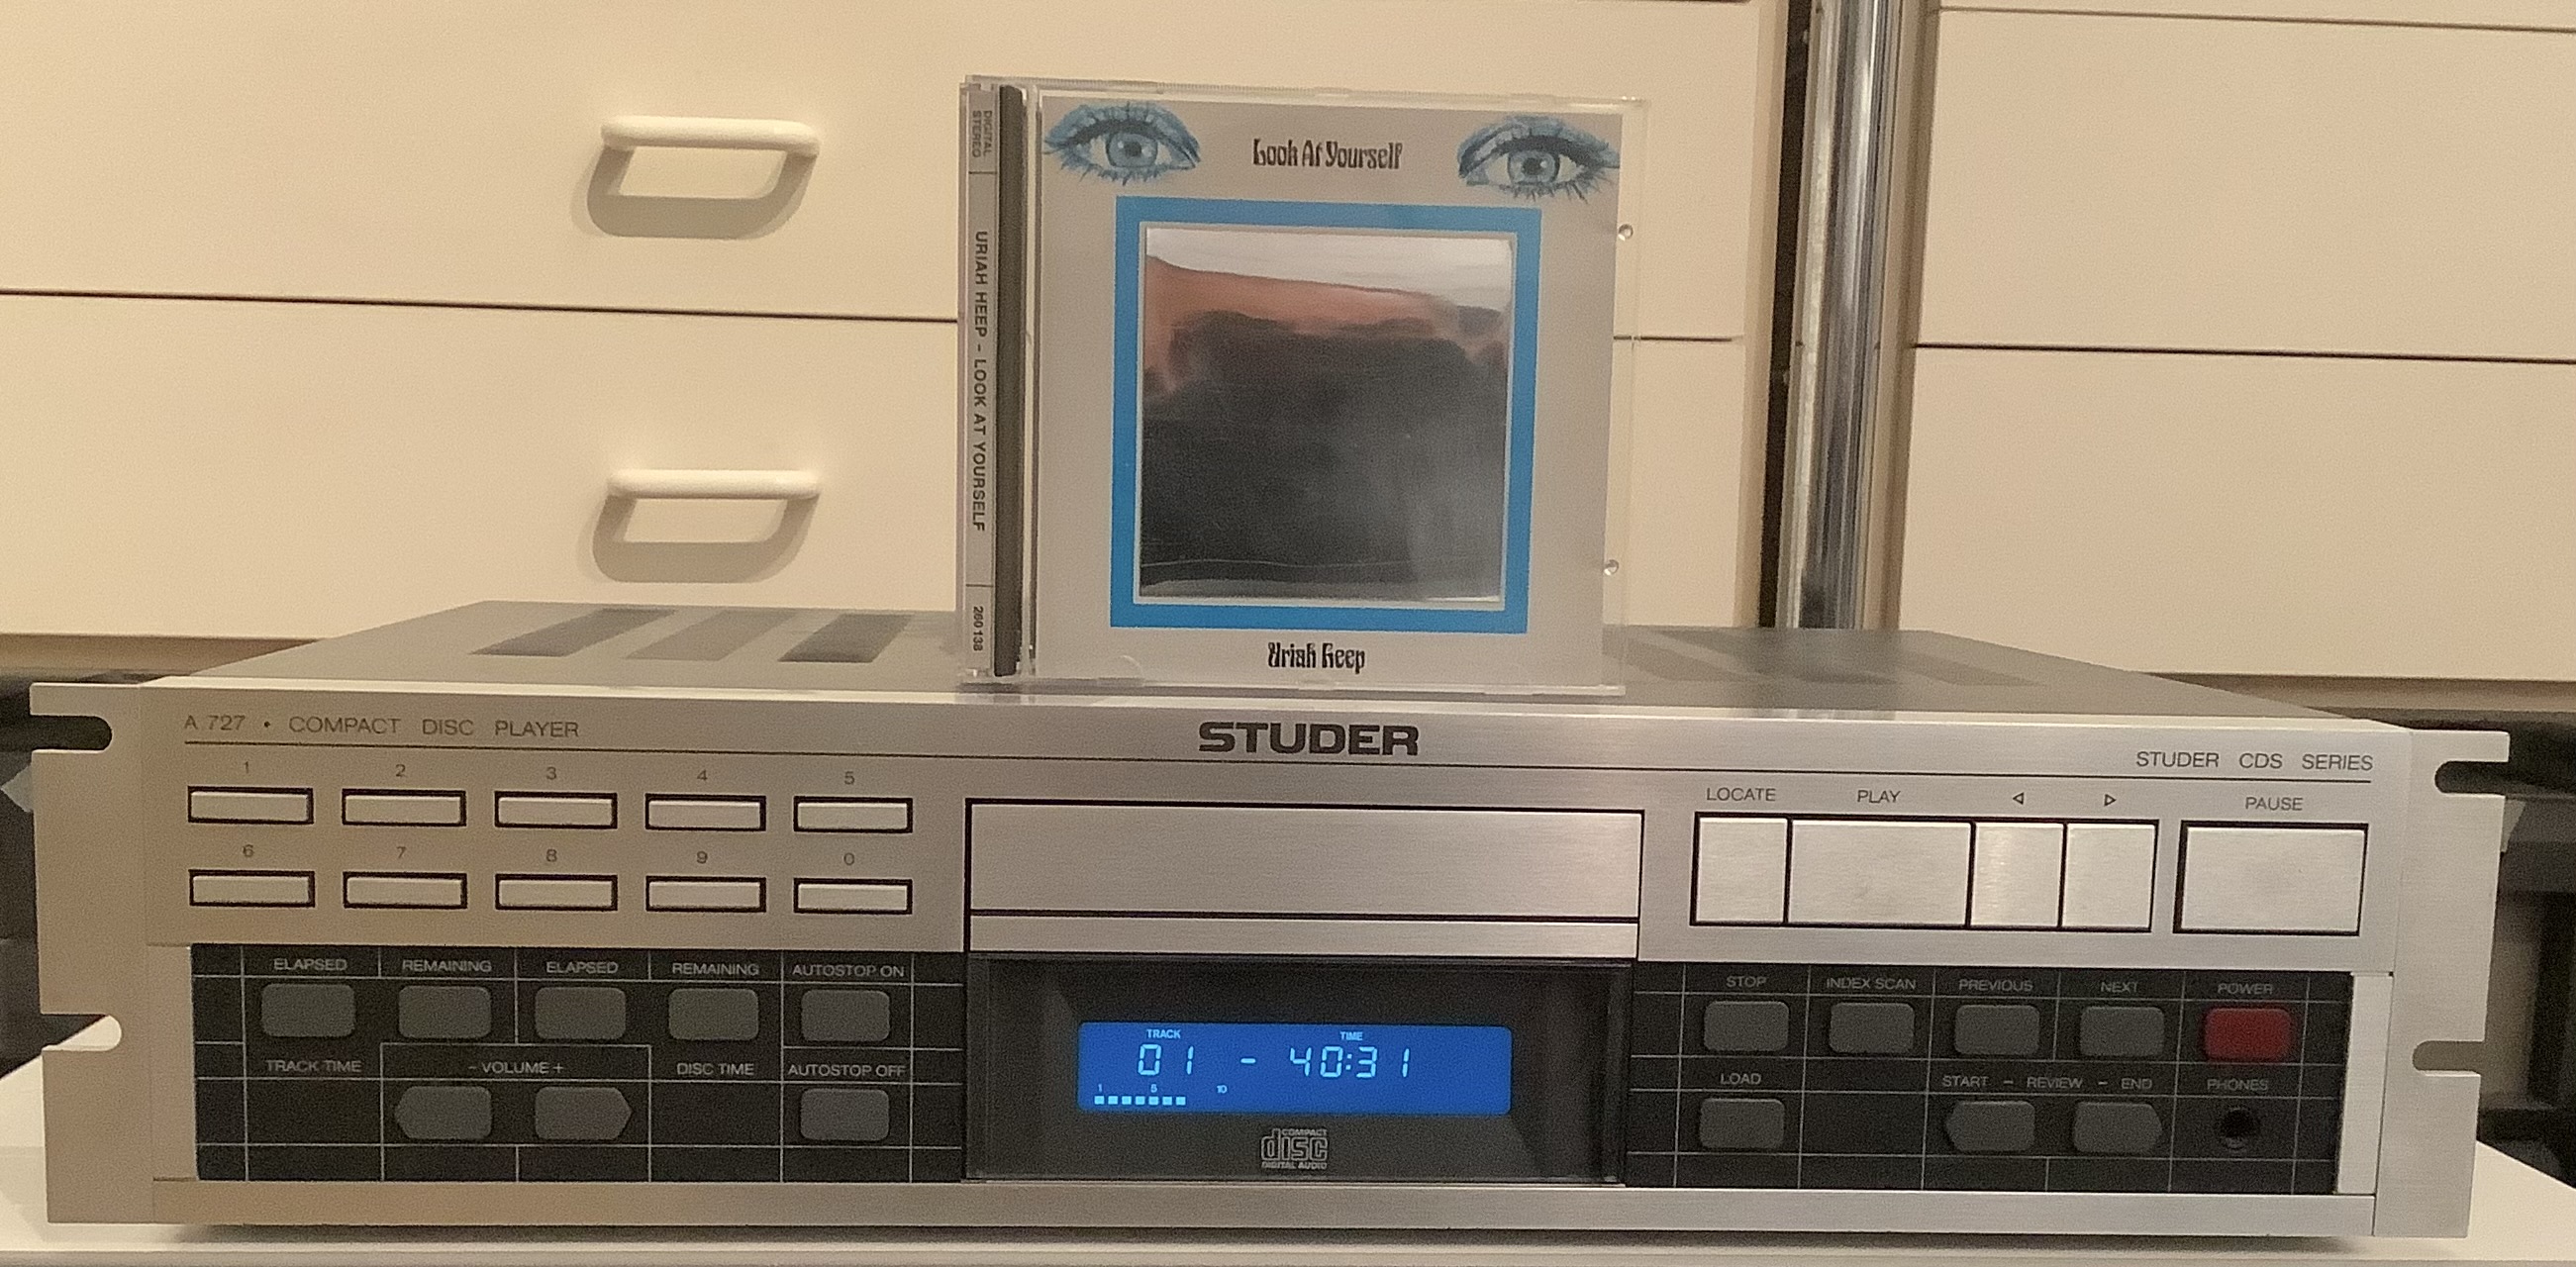 DIGITAL
STEREO
URIAH HEEP - LOOK AT YOURSELF
260138
Look At Yourself
Uriah Heep
A 727 • COMPACT DISC PLAYER
STUDER
STUDER CDS SERIES
1 2 3 4 5
6 7 8 9 0
LOCATE PLAY ◁ ▷ PAUSE
ELAPSED REMAINING ELAPSED REMAINING AUTOSTOP ON
TRACK TIME - VOLUME + DISC TIME AUTOSTOP OFF
TRACK TIME
01 - 40:31
1 5 10
COMPACT
disc
DIGITAL AUDIO
STOP INDEX SCAN PREVIOUS NEXT POWER
LOAD START - REVIEW - END PHONES